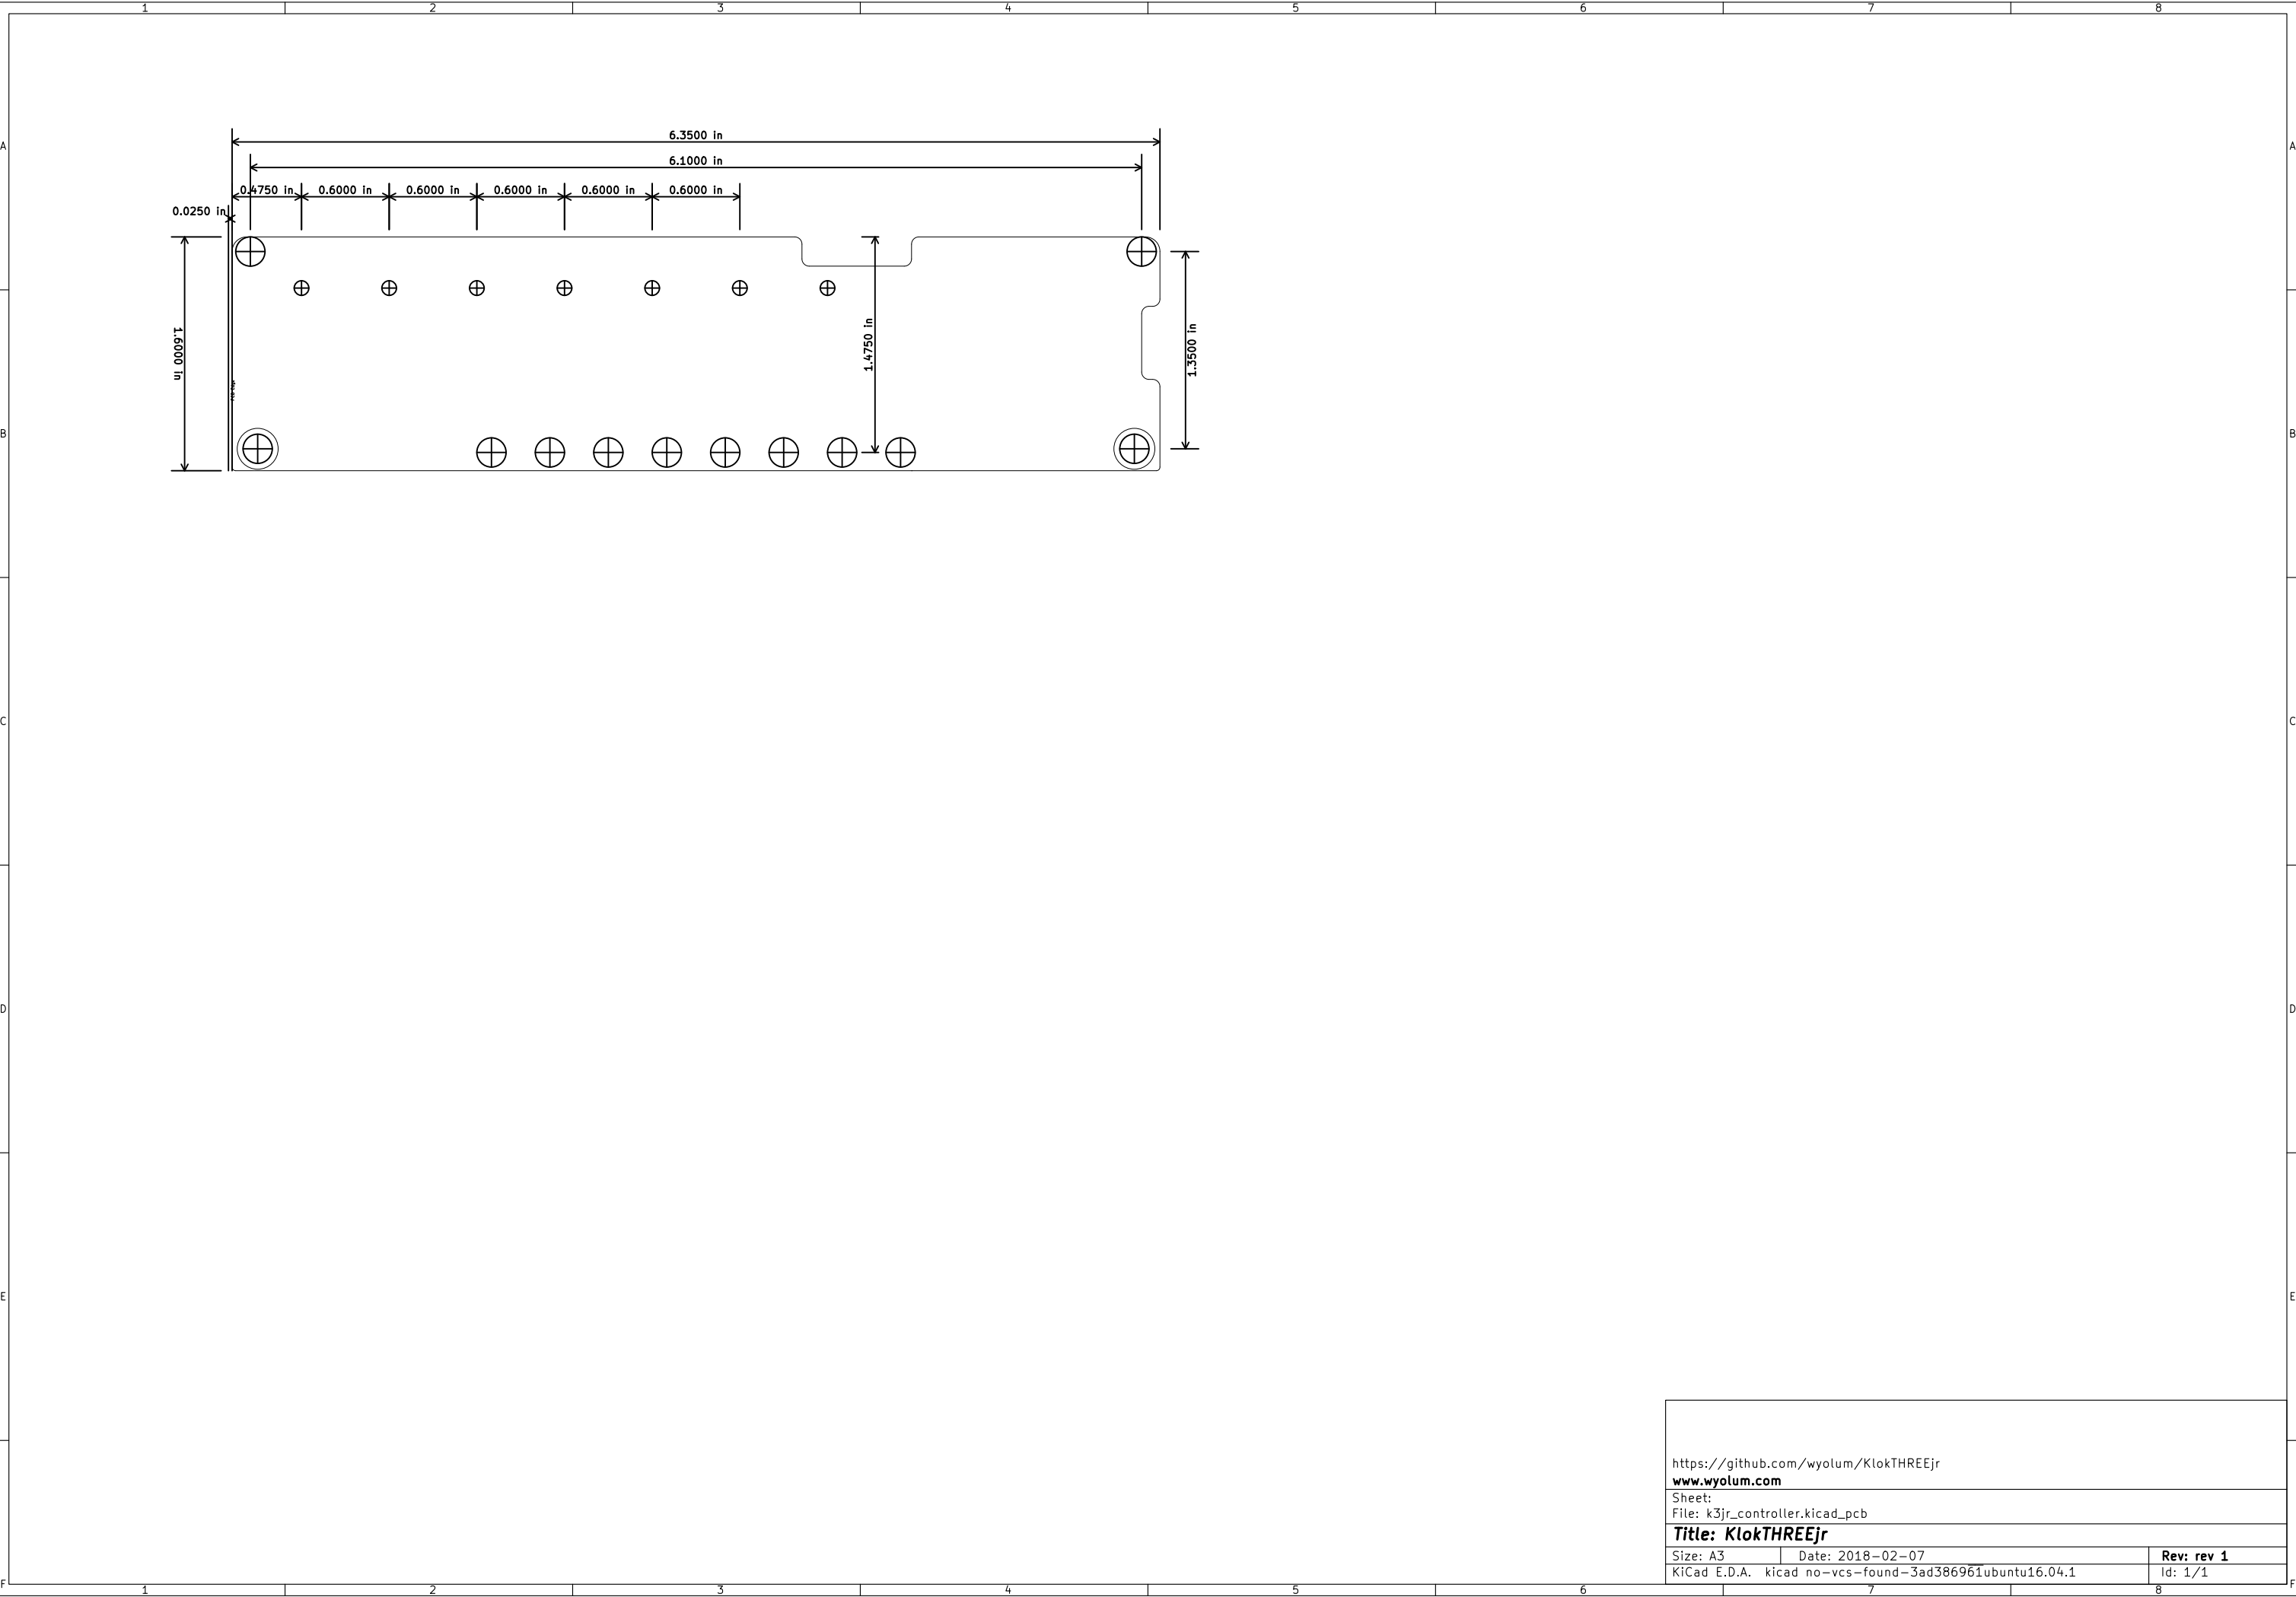 1 2 3 4 5 6 7 8
6.3500 in
A A
6.1000 in
0.4750 in 0.6000 in 0.6000 in 0.6000 in 0.6000 in 0.6000 in
0.0250 in
1.6000 in
1.4750 in
1.3500 in
B B
C C
D D
E E
https://github.com/wyolum/KlokTHREEjr
www.wyolum.com
Sheet:
File: k3jr_controller.kicad_pcb
Title: KlokTHREEjr
Size: A3 Date: 2018-02-07 Rev: rev 1
KiCad E.D.A. kicad no-vcs-found-3ad386961ubuntu16.04.1 Id: 1/1
F F
1 2 3 4 5 6 7 8